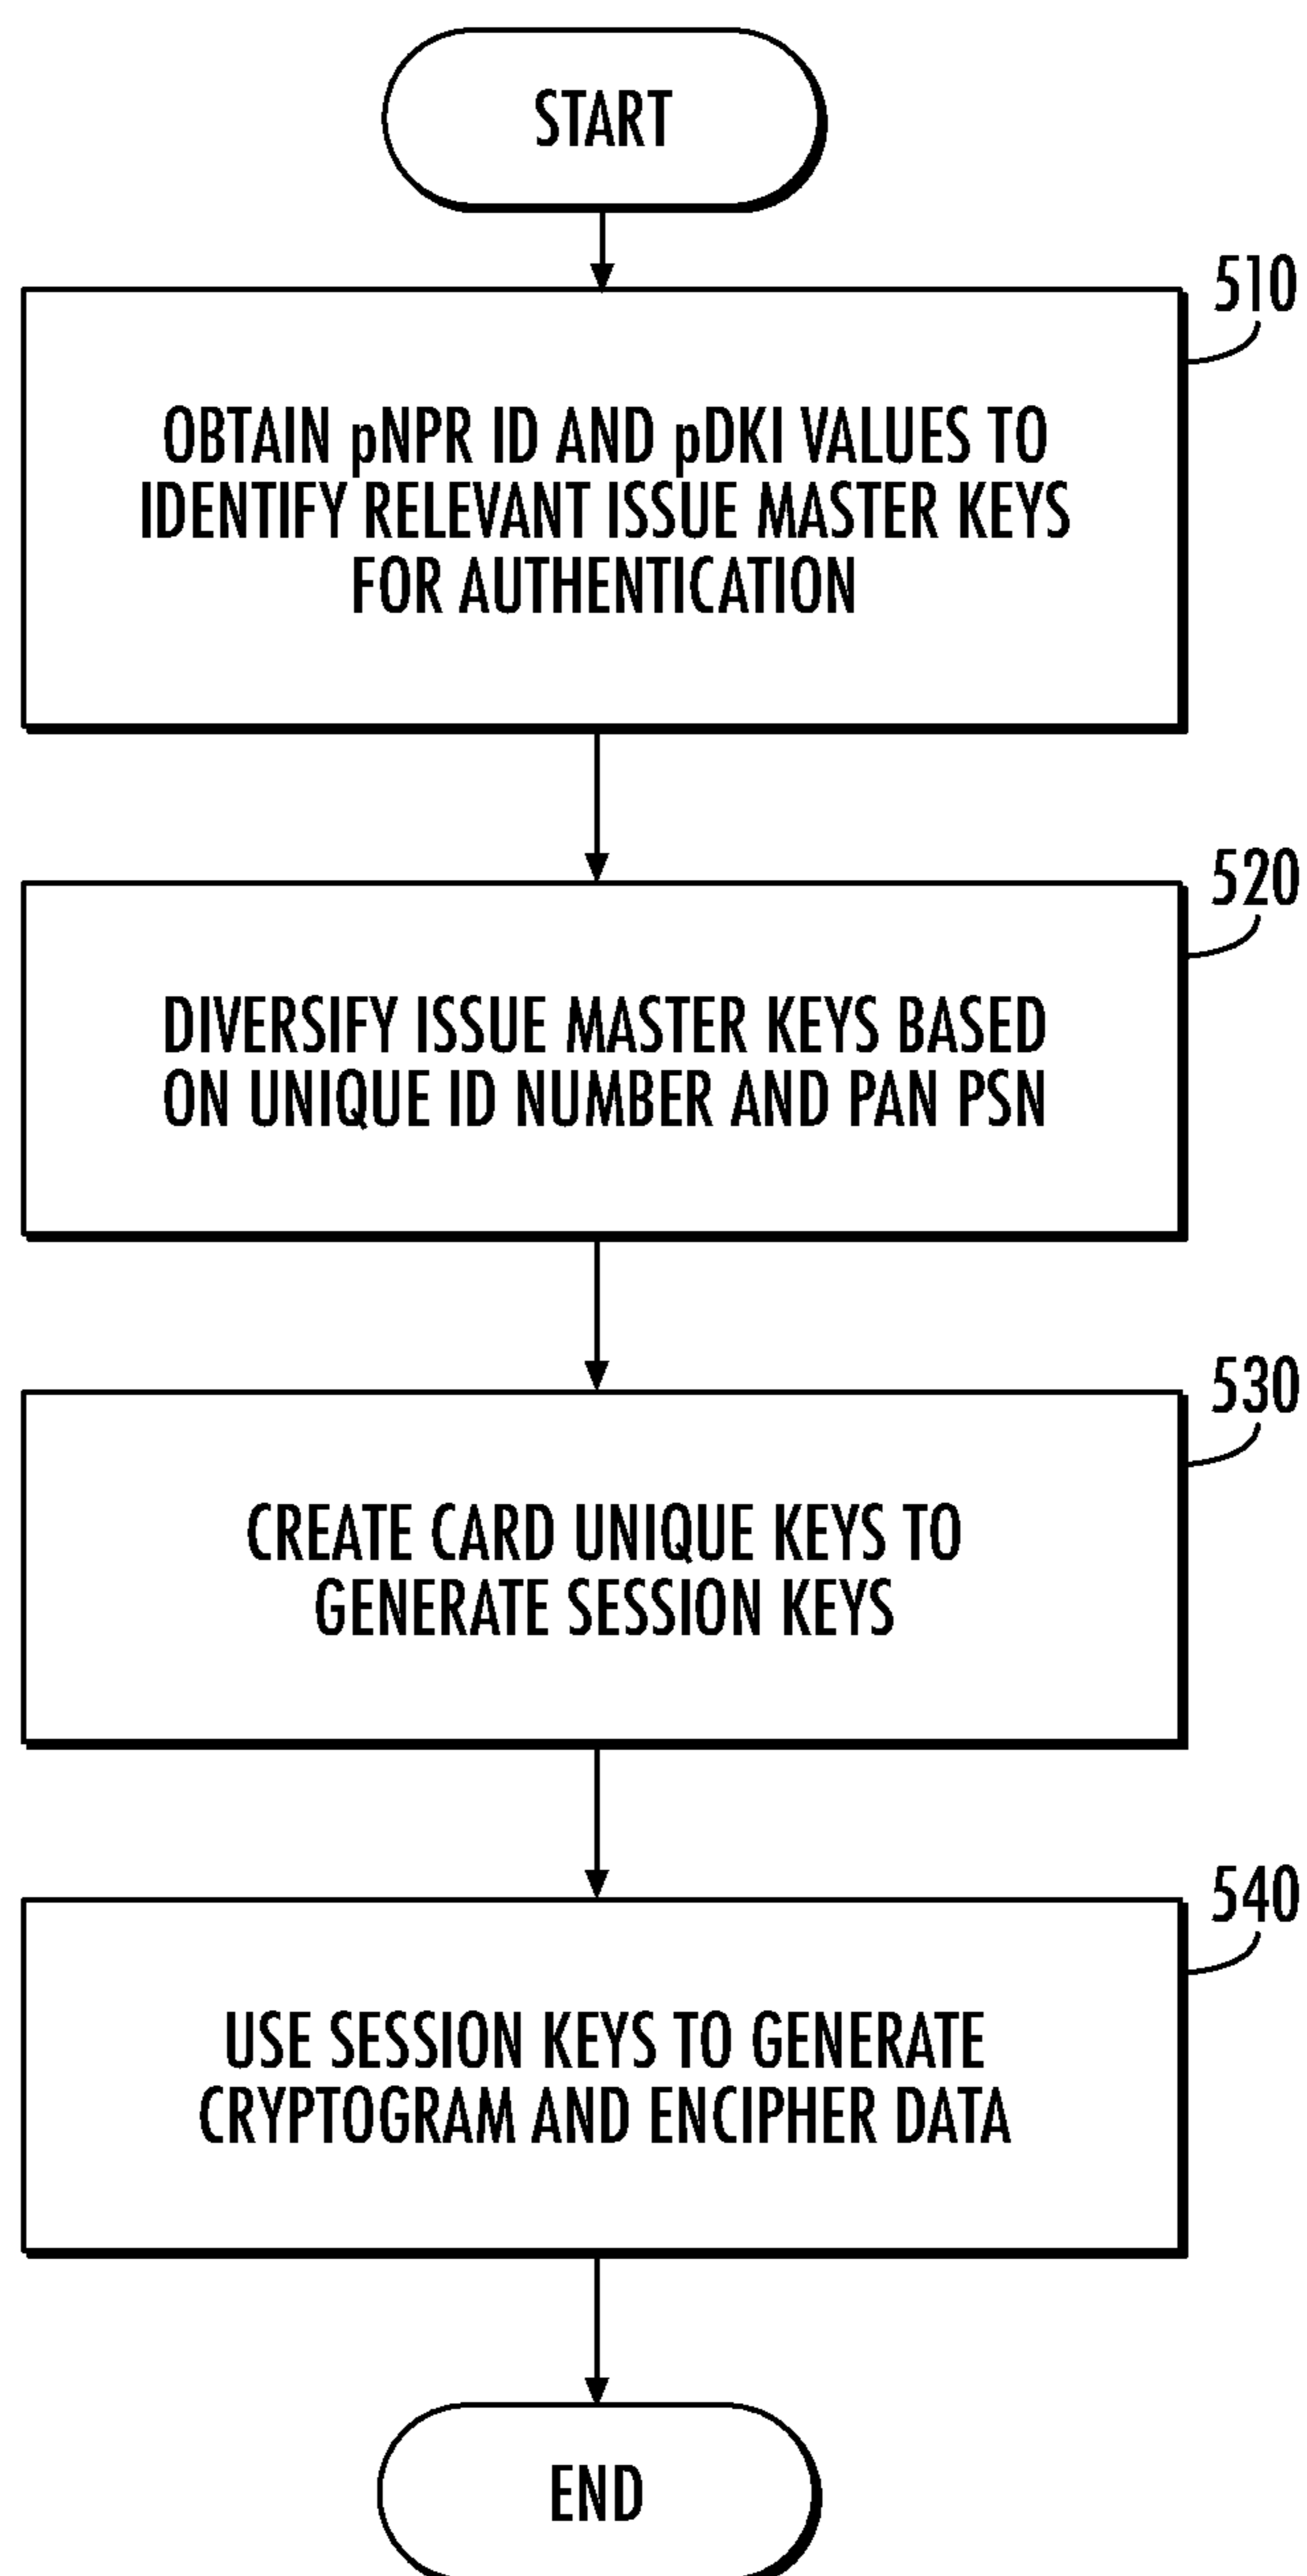 START
510
OBTAIN pNPR ID AND pDKI VALUES TO
IDENTIFY RELEVANT ISSUE MASTER KEYS
FOR AUTHENTICATION
520
DIVERSIFY ISSUE MASTER KEYS BASED
ON UNIQUE ID NUMBER AND PAN PSN
530
CREATE CARD UNIQUE KEYS TO
GENERATE SESSION KEYS
540
USE SESSION KEYS TO GENERATE
CRYPTOGRAM AND ENCIPHER DATA
END